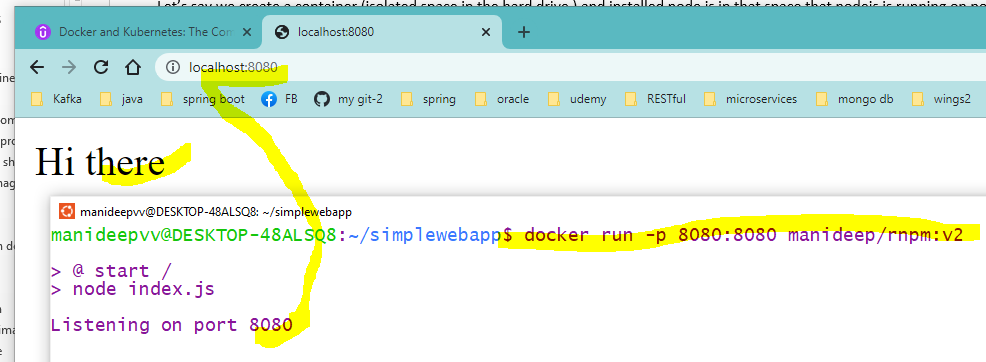 Let's say we create a container (isolated space in the hard drive ) and installed node is in that space that nodejs is running on
Docker and Kubernetes: The Com
localhost:8080
localhost:8080
Kafka java spring boot FB my git-2 spring oracle udemy RESTful microservices mongo db wings2
Hi there
manideepvv@DESKTOP-48ALSQ8: ~/simplewebapp
manideepvv@DESKTOP-48ALSQ8:~/simplewebapp$ docker run -p 8080:8080 manideep/rnpm:v2
> @ start /
> node index.js
Listening on port 8080